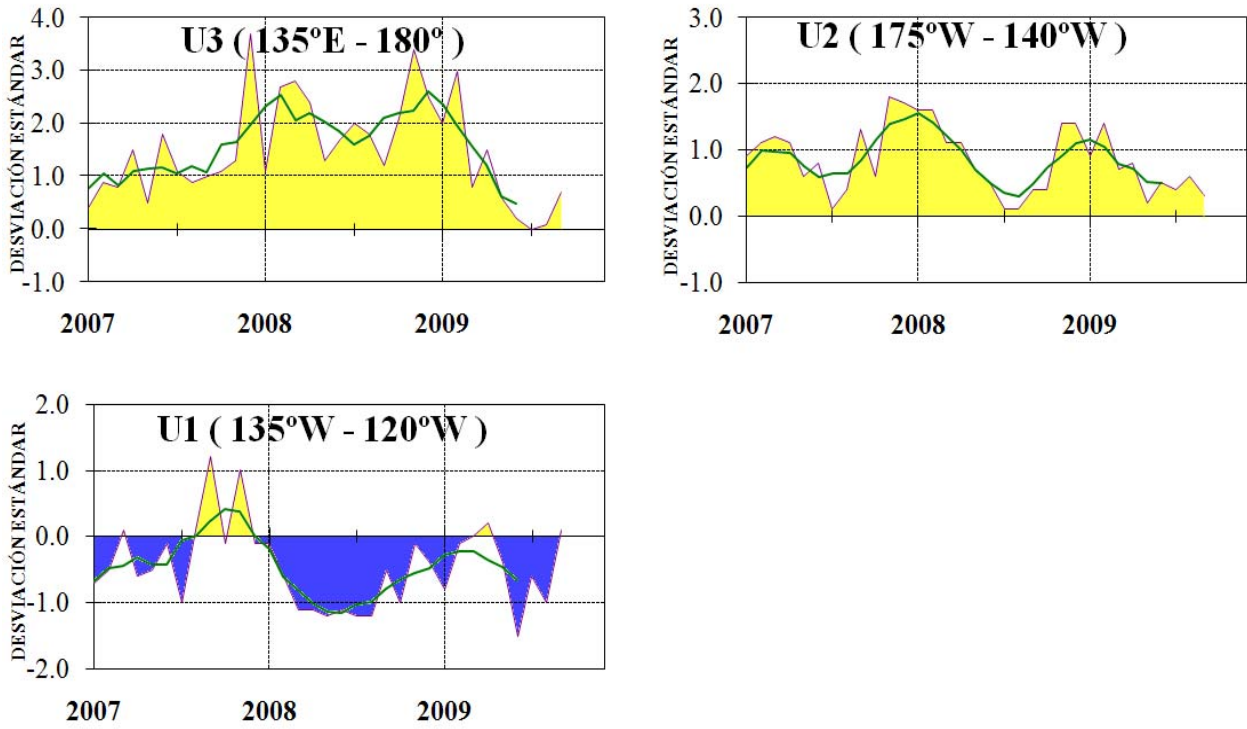 U3 ( 135ºE - 180º )
DESVIACIÓN ESTÁNDAR
4.0
3.0
2.0
1.0
0.0
-1.0
2007 2008 2009
U2 ( 175ºW - 140ºW )
DESVIACIÓN ESTÁNDAR
3.0
2.0
1.0
0.0
-1.0
2007 2008 2009
U1 ( 135ºW - 120ºW )
DESVIACIÓN ESTÁNDAR
2.0
1.0
0.0
-1.0
-2.0
2007 2008 2009